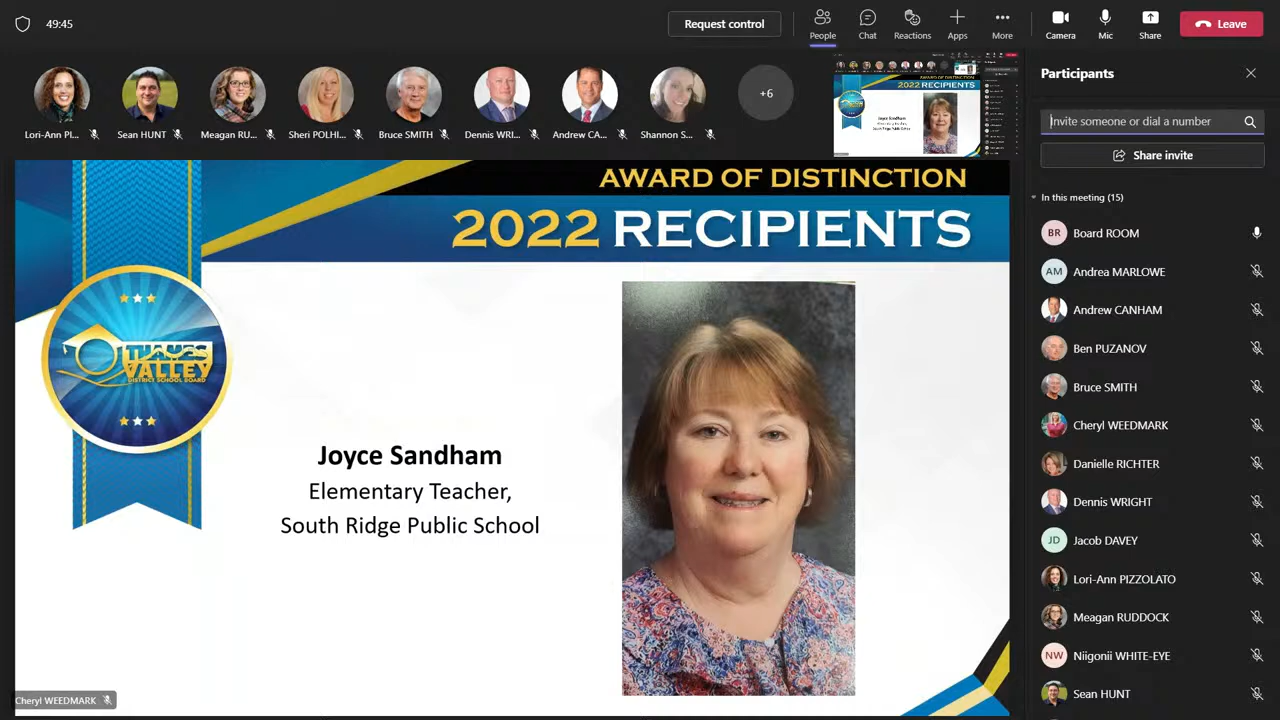 49:45
Request control
People
Chat
Reactions
Apps
More
Camera
Mic
Share
Leave
Lori-Ann PI...
Sean HUNT
Meagan RU...
Bruce SMITH
Dennis WRI...
Andrew CA...
Shannon S...
+6
AWARD OF DISTINCTION
2022 RECIPIENTS
THAMES
VALLEY
DISTRICT SCHOOL BOARD
Joyce Sandham
Elementary Teacher,
South Ridge Public School
Cheryl WEEDMARK
Participants
Invite someone or dial a number
Share invite
In this meeting (15)
BR Board ROOM
AM Andrea MARLOWE
Andrew CANHAM
Ben PUZANOV
Bruce SMITH
Cheryl WEEDMARK
Danielle RICHTER
Dennis WRIGHT
JD Jacob DAVEY
Lori-Ann PIZZOLATO
Meagan RUDDOCK
NW Niigonii WHITE-EYE
Sean HUNT